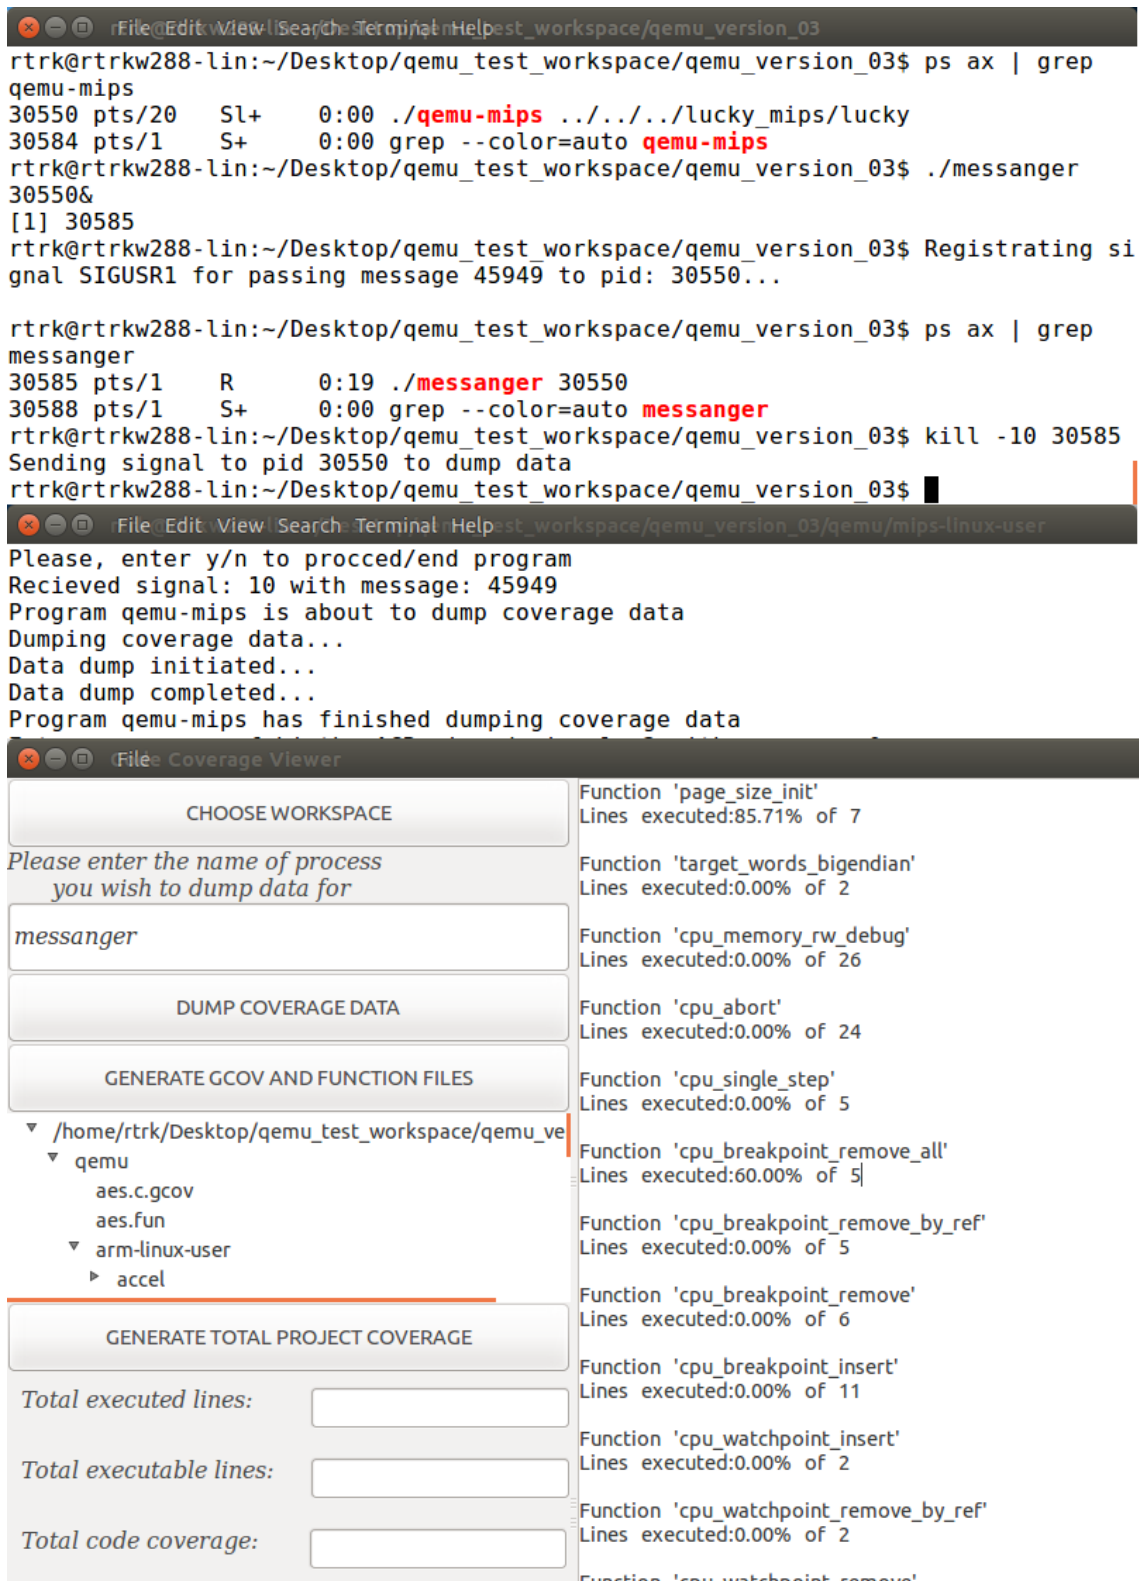 File Edit View Search Terminal Help
rtrk@rtrkw288-lin:~/Desktop/qemu_test_workspace/qemu_version_03$ ps ax | grep
qemu-mips
30550 pts/20 Sl+ 0:00 ./qemu-mips ../../../lucky_mips/lucky
30584 pts/1 S+ 0:00 grep --color=auto qemu-mips
rtrk@rtrkw288-lin:~/Desktop/qemu_test_workspace/qemu_version_03$ ./messanger
30550&
[1] 30585
rtrk@rtrkw288-lin:~/Desktop/qemu_test_workspace/qemu_version_03$ Registrating si
gnal SIGUSR1 for passing message 45949 to pid: 30550...
rtrk@rtrkw288-lin:~/Desktop/qemu_test_workspace/qemu_version_03$ ps ax | grep
messanger
30585 pts/1 R 0:19 ./messanger 30550
30588 pts/1 S+ 0:00 grep --color=auto messanger
rtrk@rtrkw288-lin:~/Desktop/qemu_test_workspace/qemu_version_03$ kill -10 30585
Sending signal to pid 30550 to dump data
rtrk@rtrkw288-lin:~/Desktop/qemu_test_workspace/qemu_version_03$
File Edit View Search Terminal Help
Please, enter y/n to procced/end program
Recieved signal: 10 with message: 45949
Program qemu-mips is about to dump coverage data
Dumping coverage data...
Data dump initiated...
Data dump completed...
Program qemu-mips has finished dumping coverage data
File Code Coverage Viewer
CHOOSE WORKSPACE
Please enter the name of process
you wish to dump data for
messanger
DUMP COVERAGE DATA
GENERATE GCOV AND FUNCTION FILES
/home/rtrk/Desktop/qemu_test_workspace/qemu_ve
qemu
aes.c.gcov
aes.fun
arm-linux-user
accel
GENERATE TOTAL PROJECT COVERAGE
Total executed lines:
Total executable lines:
Total code coverage:
Function 'page_size_init'
Lines executed:85.71% of 7
Function 'target_words_bigendian'
Lines executed:0.00% of 2
Function 'cpu_memory_rw_debug'
Lines executed:0.00% of 26
Function 'cpu_abort'
Lines executed:0.00% of 24
Function 'cpu_single_step'
Lines executed:0.00% of 5
Function 'cpu_breakpoint_remove_all'
Lines executed:60.00% of 5
Function 'cpu_breakpoint_remove_by_ref'
Lines executed:0.00% of 5
Function 'cpu_breakpoint_remove'
Lines executed:0.00% of 6
Function 'cpu_breakpoint_insert'
Lines executed:0.00% of 11
Function 'cpu_watchpoint_insert'
Lines executed:0.00% of 2
Function 'cpu_watchpoint_remove_by_ref'
Lines executed:0.00% of 2